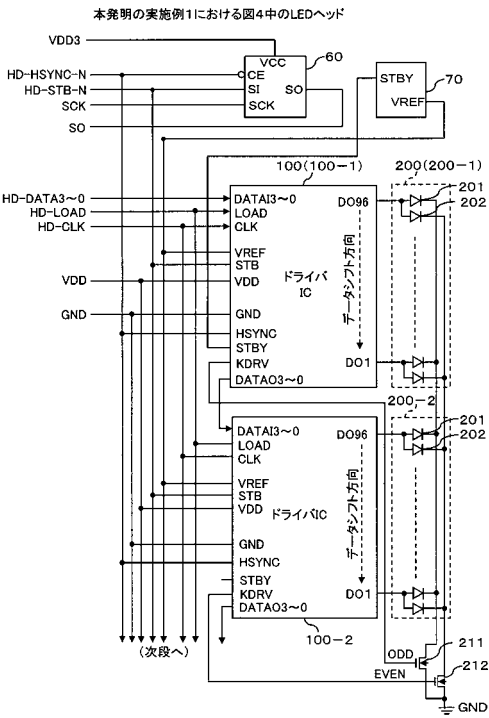 本発明の実施例1における図4中のLEDヘッド
VDD3
60
VCC
HD-HSYNC-N
CE
HD-STB-N
SI
SO
SCK
SCK
SO
STBY
70
VREF
100(100-1)
200(200-1)
201
202
HD-DATA3~0
HD-LOAD
HD-CLK
DATAI3~0
LOAD
CLK
DO96
VREF
STB
VDD
VDD
ドライバ
IC
データシフト方向
GND
GND
HSYNC
STBY
KDRV
DATAO3~0
DO1
200-2
201
202
DATAI3~0
LOAD
CLK
DO96
VREF
STB
VDD
ドライバIC
データシフト方向
GND
HSYNC
STBY
KDRV
DATAO3~0
DO1
100-2
(次段へ)
ODD
211
EVEN
212
GND